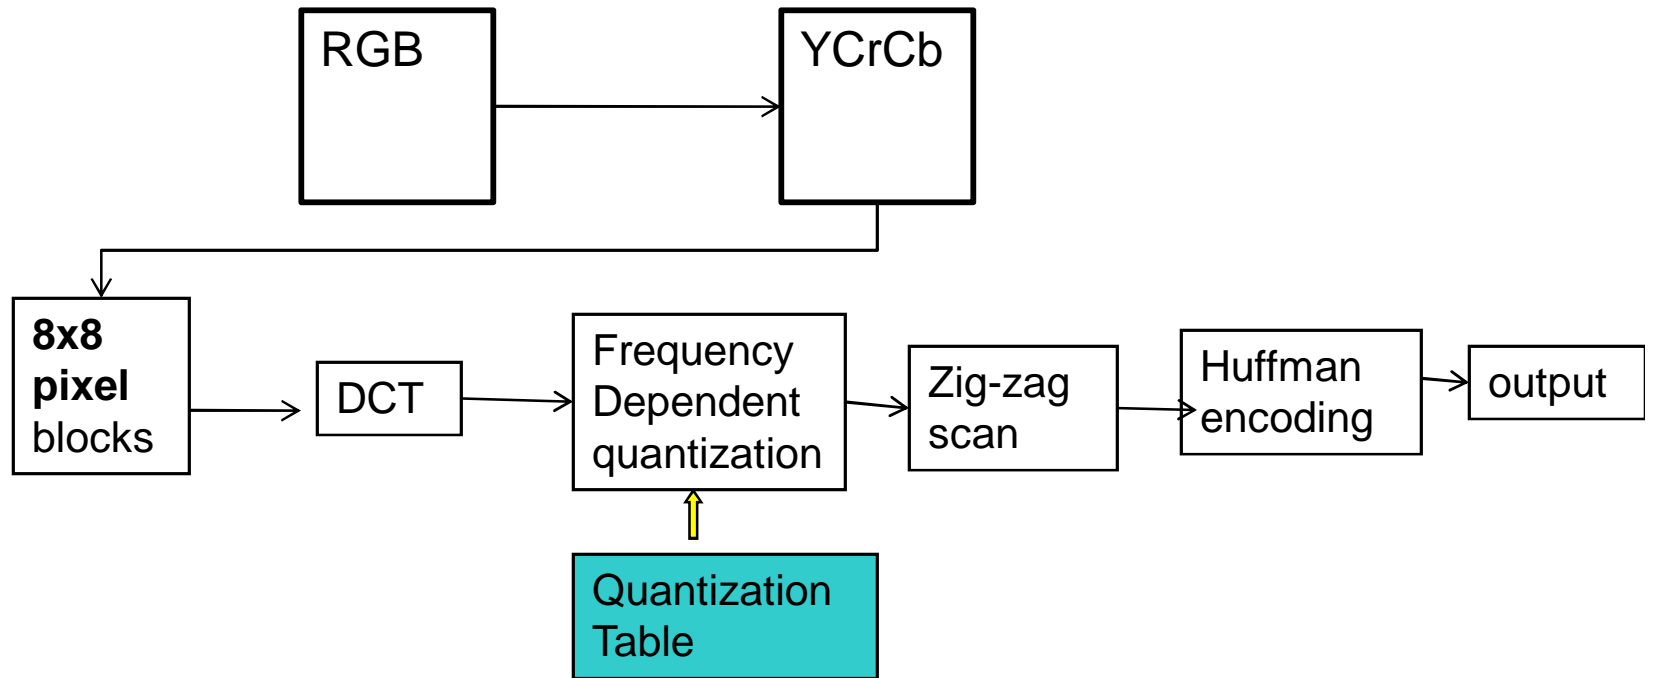 RGB
YCrCb
8x8
pixel
blocks
DCT
Frequency
Dependent
quantization
Zig-zag
scan
Huffman
encoding
output
Quantization
Table